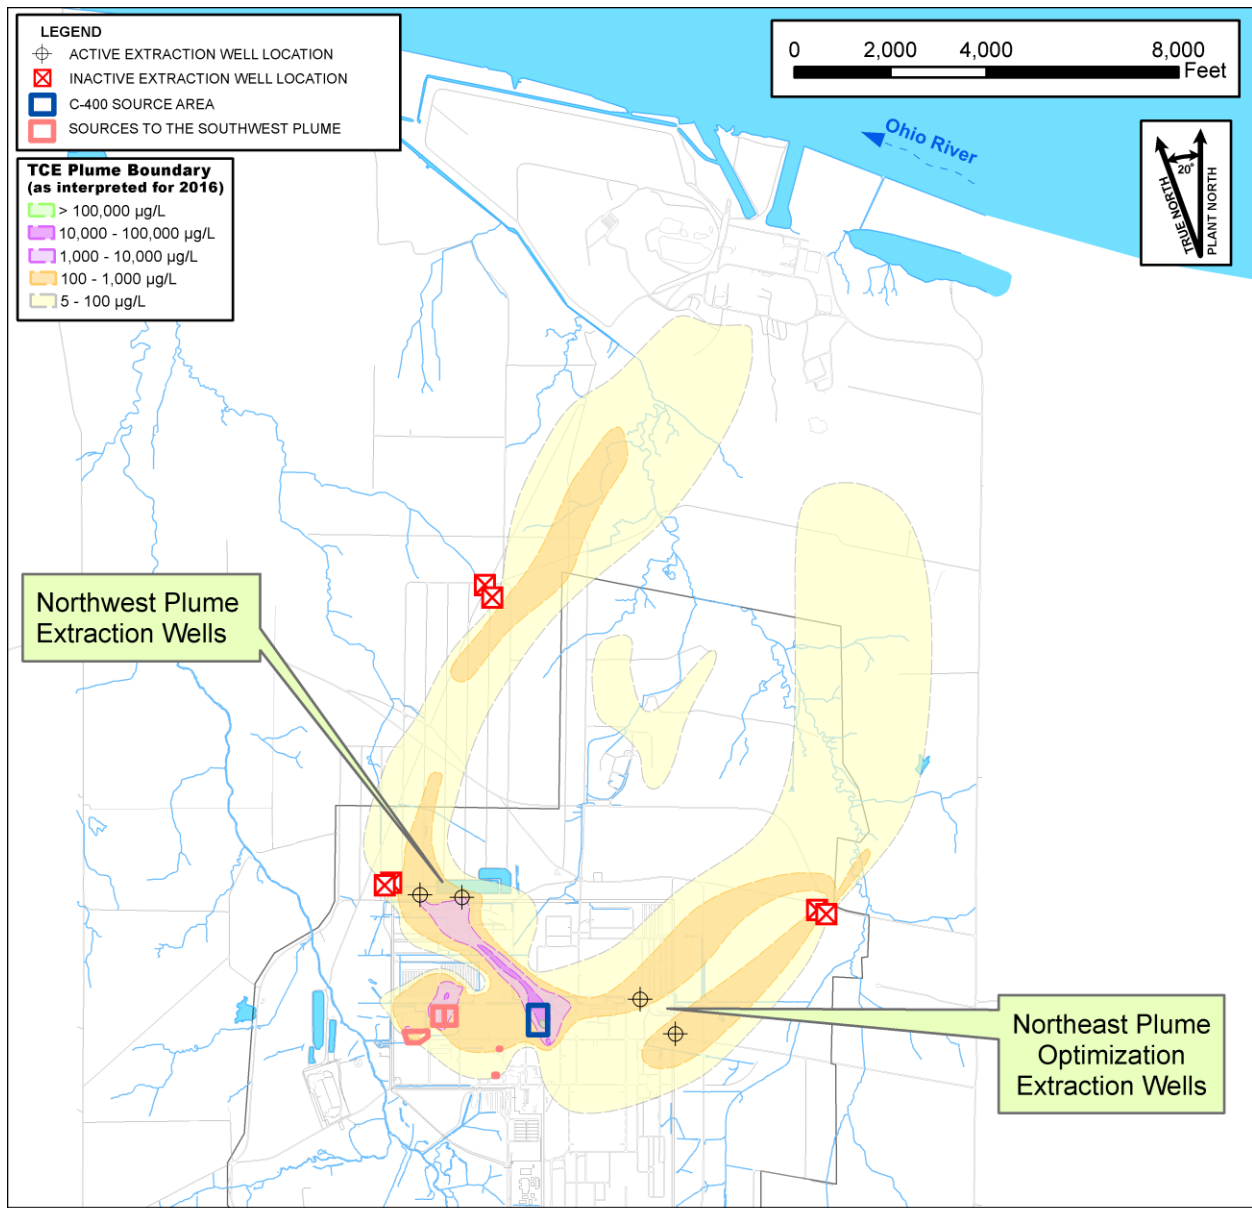 LEGEND
ACTIVE EXTRACTION WELL LOCATION
INACTIVE EXTRACTION WELL LOCATION
C-400 SOURCE AREA
SOURCES TO THE SOUTHWEST PLUME
TCE Plume Boundary
(as interpreted for 2016)
> 100,000 µg/L
10,000 - 100,000 µg/L
1,000 - 10,000 µg/L
100 - 1,000 µg/L
5 - 100 µg/L
0 2,000 4,000 8,000
Feet
Ohio River
20°
TRUE NORTH
PLANT NORTH
Northwest Plume
Extraction Wells
Northeast Plume
Optimization
Extraction Wells